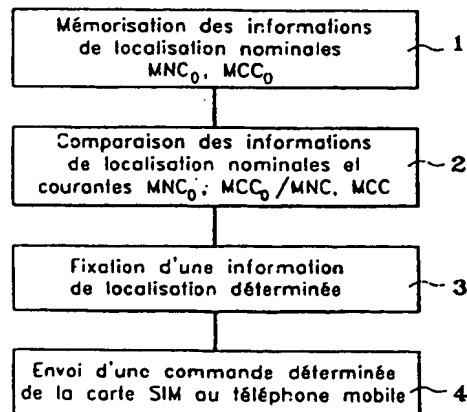 Mémorisation des informations
de localisation nominales
MNC₀, MCC₀
1
Comparaison des informations
de localisation nominales et
courantes MNC₀, MCC₀/MNC, MCC
2
Fixation d'une information
de localisation déterminée
3
Envoi d'une commande déterminée
de la carte SIM au téléphone mobile
4